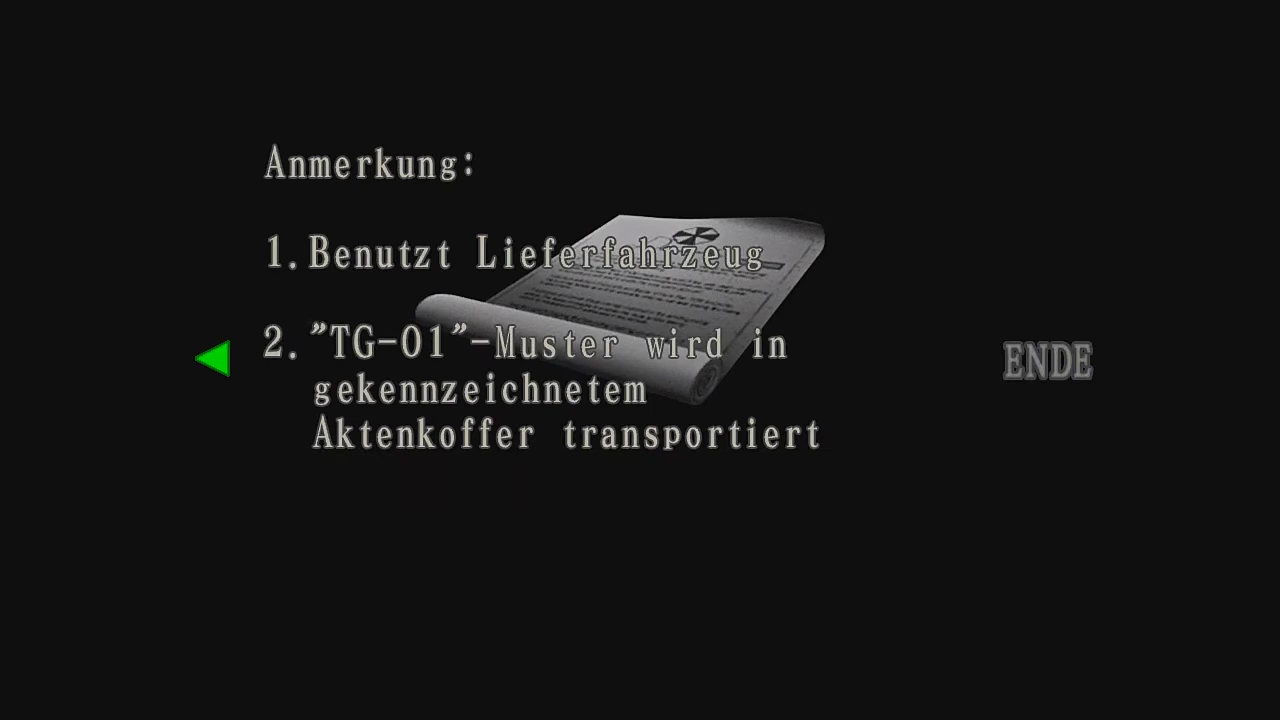 Anmerkung:
1.Benutzt Lieferfahrzeug
2."TG-01"-Muster wird in
gekennzeichnetem
Aktenkoffer transportiert
ENDE